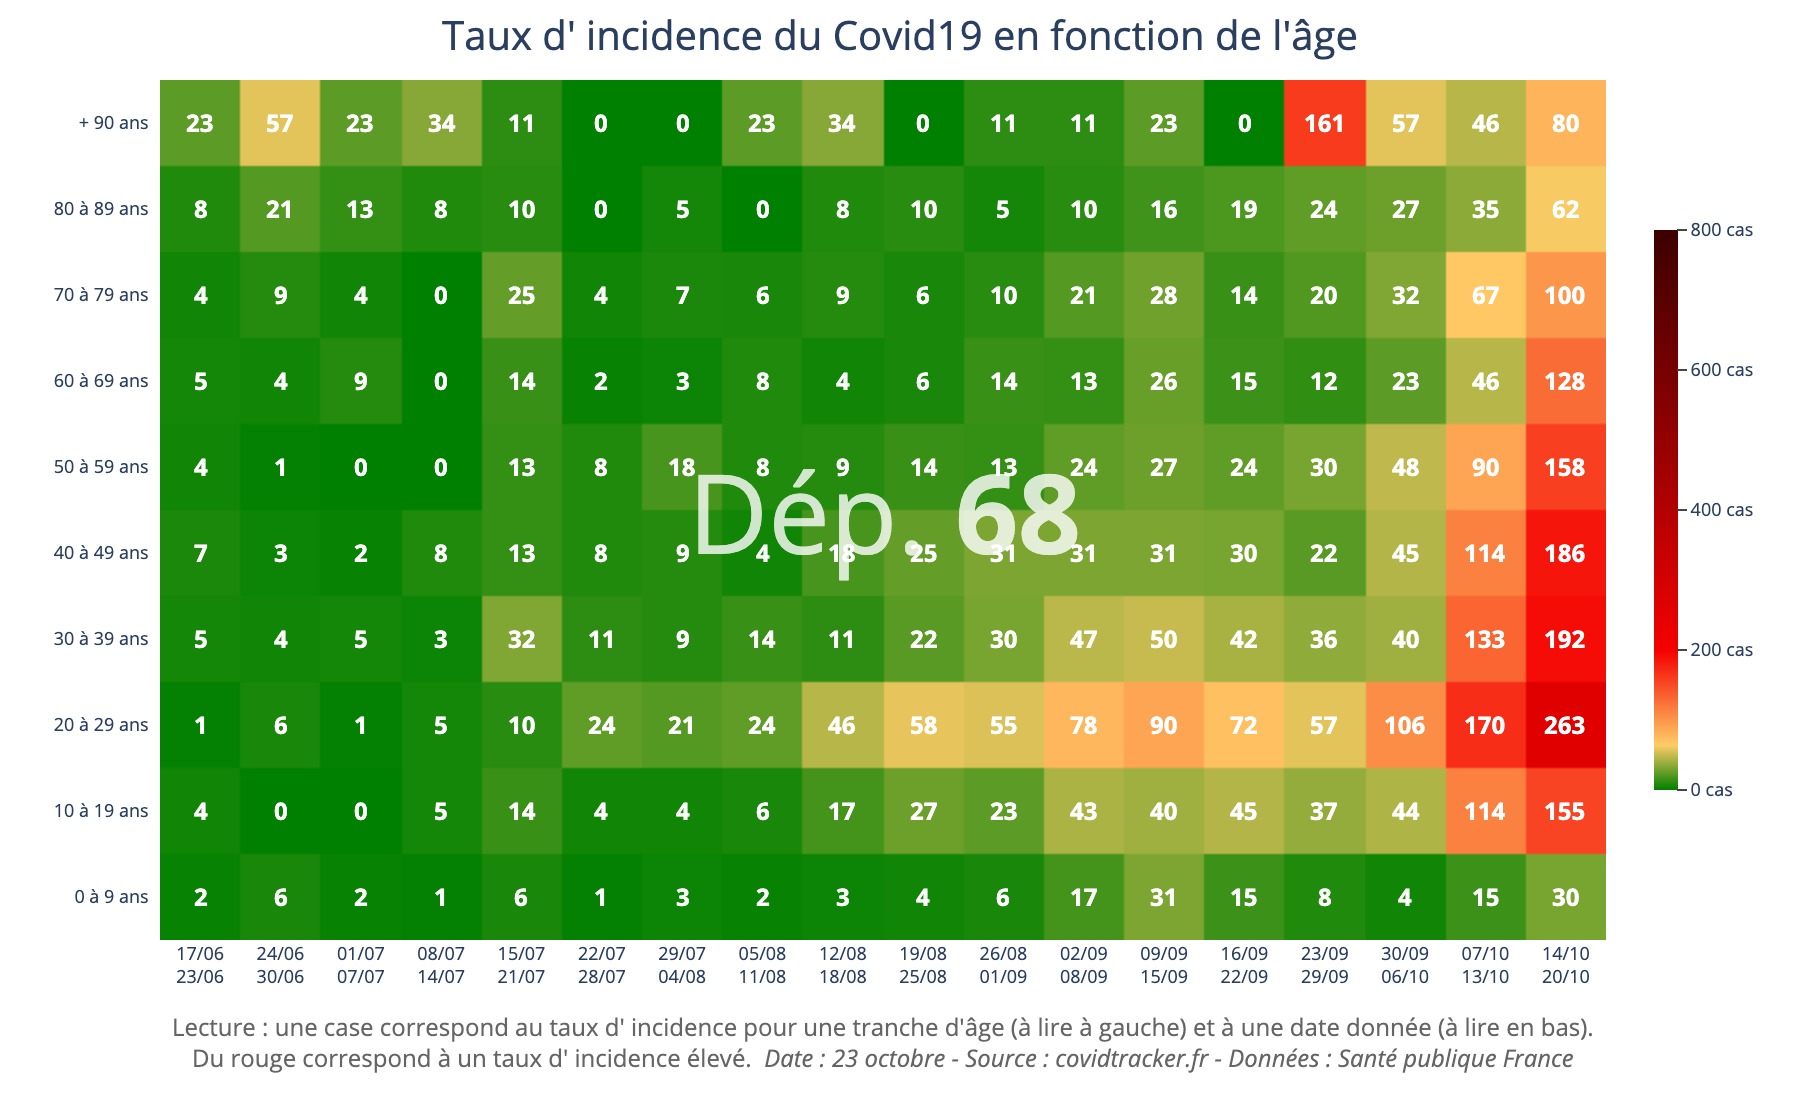 Taux d' incidence du Covid19 en fonction de l'âge
+ 90 ans 23 57 23 34 11 0 0 23 34 0 11 11 23 0 161 57 46 80
80 à 89 ans 8 21 13 8 10 0 5 0 8 10 5 10 16 19 24 27 35 62
70 à 79 ans 4 9 4 0 25 4 7 6 9 6 10 21 28 14 20 32 67 100
60 à 69 ans 5 4 9 0 14 2 3 8 4 6 14 13 26 15 12 23 46 128
50 à 59 ans 4 1 0 0 13 8 18 8 9 14 13 24 27 24 30 48 90 158
Dép. 68
40 à 49 ans 7 3 2 8 13 8 9 4 18 25 31 31 31 30 22 45 114 186
30 à 39 ans 5 4 5 3 32 11 9 14 11 22 30 47 50 42 36 40 133 192
20 à 29 ans 1 6 1 5 10 24 21 24 46 58 55 78 90 72 57 106 170 263
10 à 19 ans 4 0 0 5 14 4 4 6 17 27 23 43 40 45 37 44 114 155
0 à 9 ans 2 6 2 1 6 1 3 2 3 4 6 17 31 15 8 4 15 30
17/06 24/06 01/07 08/07 15/07 22/07 29/07 05/08 12/08 19/08 26/08 02/09 09/09 16/09 23/09 30/09 07/10 14/10
23/06 30/06 07/07 14/07 21/07 28/07 04/08 11/08 18/08 25/08 01/09 08/09 15/09 22/09 29/09 06/10 13/10 20/10
800 cas
600 cas
400 cas
200 cas
0 cas
Lecture : une case correspond au taux d' incidence pour une tranche d'âge (à lire à gauche) et à une date donnée (à lire en bas).
Du rouge correspond à un taux d' incidence élevé. Date : 23 octobre - Source : covidtracker.fr - Données : Santé publique France